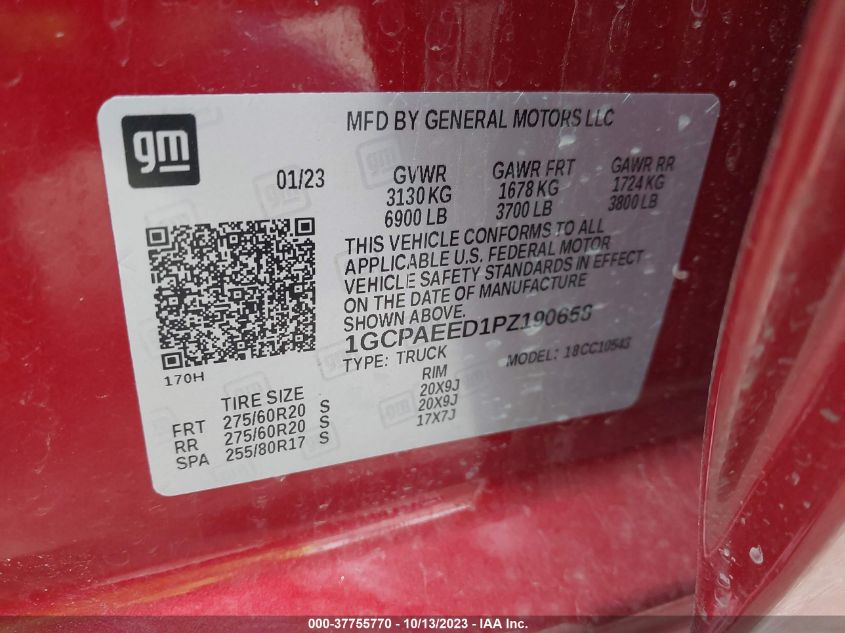 gm
MFD BY GENERAL MOTORS LLC
01/23
GVWR GAWR FRT GAWR RR
3130 KG 1678 KG 1724 KG
6900 LB 3700 LB 3800 LB
THIS VEHICLE CONFORMS TO ALL
APPLICABLE U.S. FEDERAL MOTOR
VEHICLE SAFETY STANDARDS IN EFFECT
ON THE DATE OF MANUFACTURE
SHOWN ABOVE.
1GCPAEED1PZ190658
TYPE: TRUCK MODEL: 18CC10543
170H
TIRE SIZE RIM
FRT 275/60R20 S 20X9J
RR 275/60R20 S 20X9J
SPA 255/80R17 S 17X7J
000-37755770 - 10/13/2023 - IAA Inc.